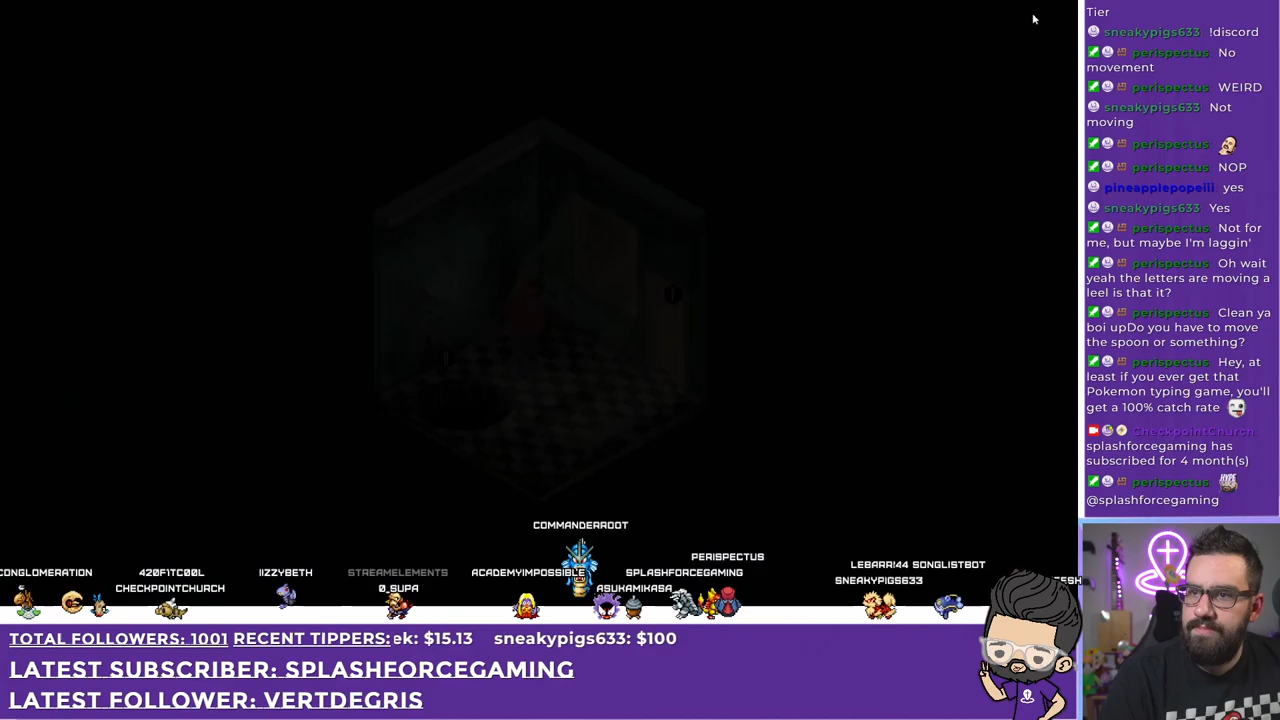 Tier
sneakypigs633 !discord
perispectus No
movement
perispectus WEIRD
sneakypigs633 Not
moving
perispectus
perispectus NOP
pineapplepopeiii yes
sneakypigs633 Yes
perispectus Not for
me, but maybe I'm laggin'
perispectus Oh wait
yeah the letters are moving a
leel is that it?
perispectus Clean ya
boi upDo you have to move
the spoon or something?
perispectus Hey, at
least if you ever get that
Pokemon typing game, you'll
get a 100% catch rate
CheckpointChurch
splashforcegaming has
subscribed for 4 month(s)
perispectus HYPE
@splashforcegaming
COMMANDERROOT
PERISPECTUS
LEBARR144 SONGLISTBOT
CONGLOMERATION 420F1TC00L IIZZYBETH STREAMELEMENTS ACADEMYIMPOSSIBLE SPLASHFORCEGAMING SNEAKYPIGS633
CHECKPOINTCHURCH 0_SUPA ASUKAMIKASA
TOTAL FOLLOWERS: 1001 RECENT TIPPERS: ek: $15.13 sneakypigs633: $100
LATEST SUBSCRIBER: SPLASHFORCEGAMING
LATEST FOLLOWER: VERTDEGRIS